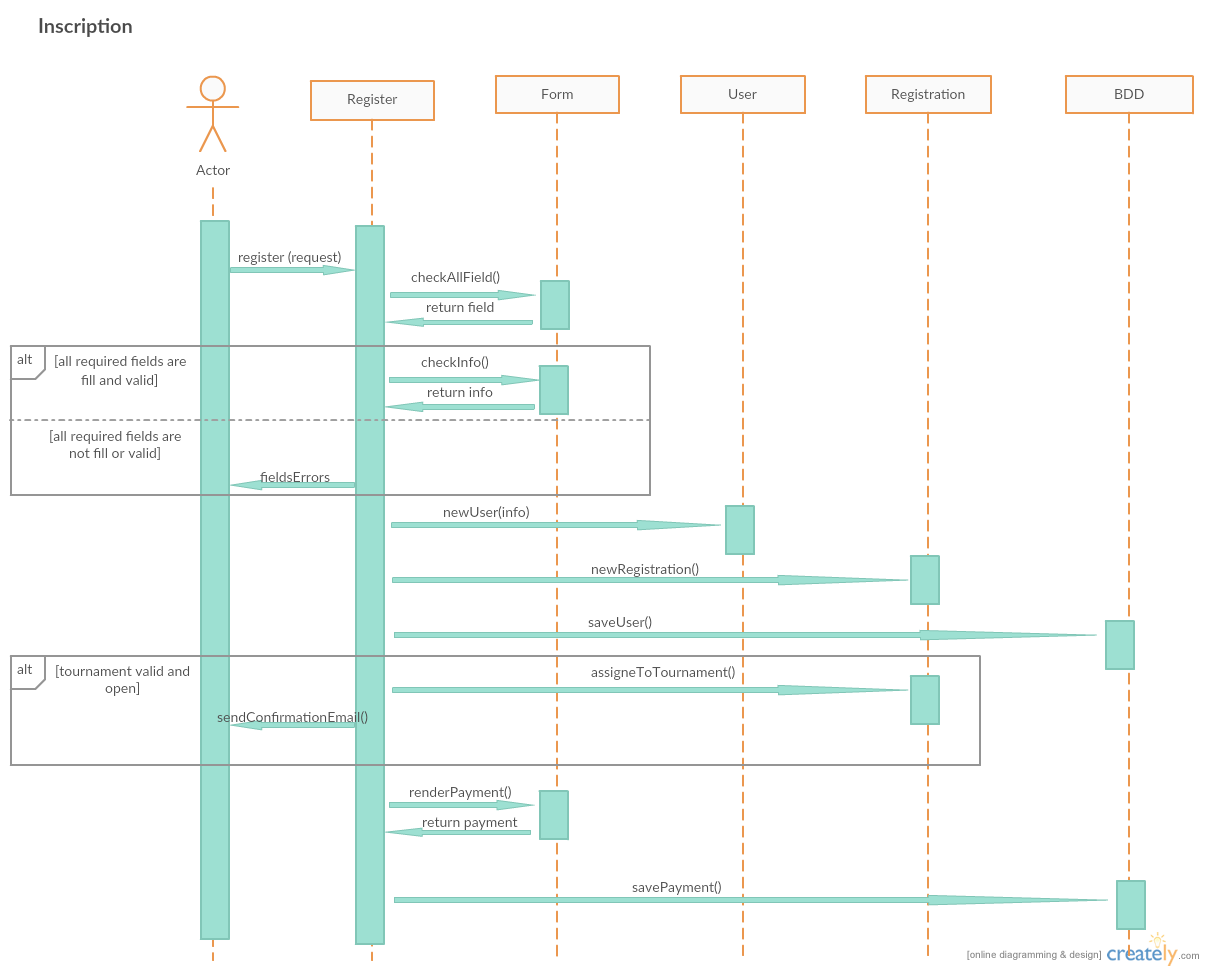 Inscription
Actor
Register
Form
User
Registration
BDD
register (request)
checkAllField()
return field
alt
[all required fields are
fill and valid]
checkInfo()
return info
[all required fields are
not fill or valid]
fieldsErrors
newUser(info)
newRegistration()
saveUser()
alt
[tournament valid and
open]
assigneToTournament()
sendConfirmationEmail()
renderPayment()
return payment
savePayment()
[online diagramming & design] creately.com